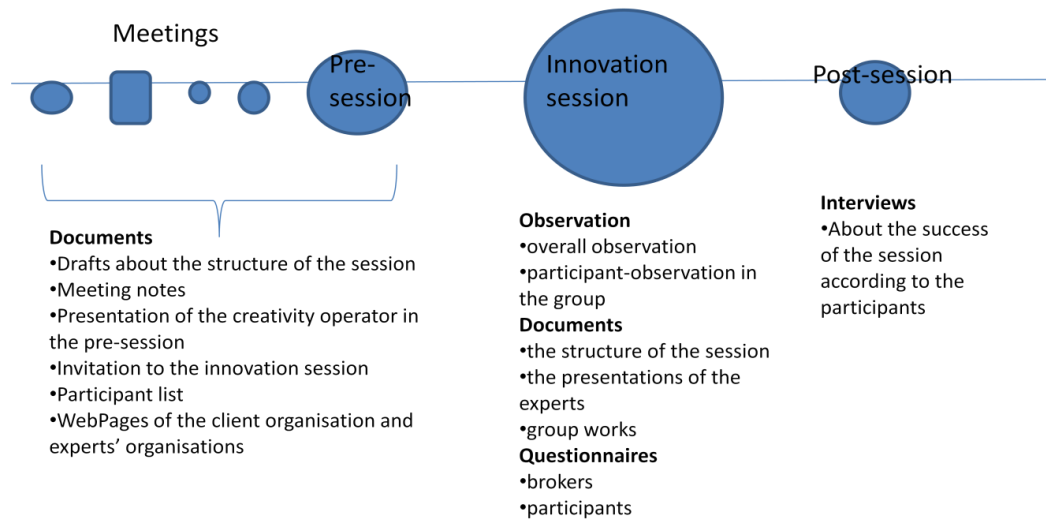 Meetings
Pre-
session
Innovation
session
Post-session
Documents
•Drafts about the structure of the session
•Meeting notes
•Presentation of the creativity operator in
the pre-session
•Invitation to the innovation session
•Participant list
•WebPages of the client organisation and
experts’ organisations
Observation
•overall observation
•participant-observation in
the group
Documents
•the structure of the session
•the presentations of the
experts
•group works
Questionnaires
•brokers
•participants
Interviews
•About the success
of the session
according to the
participants